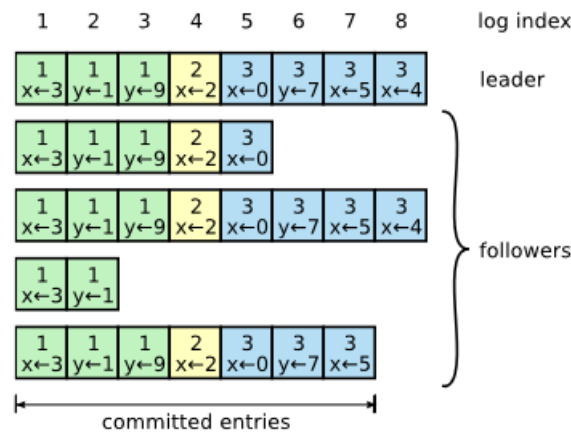 1 2 3 4 5 6 7 8 log index
1 1 1 2 3 3 3 3
x←3 y←1 y←9 x←2 x←0 y←7 x←5 x←4
leader
1 1 1 2 3
x←3 y←1 y←9 x←2 x←0
1 1 1 2 3 3 3 3
x←3 y←1 y←9 x←2 x←0 y←7 x←5 x←4
followers
1 1
x←3 y←1
1 1 1 2 3 3 3
x←3 y←1 y←9 x←2 x←0 y←7 x←5
committed entries